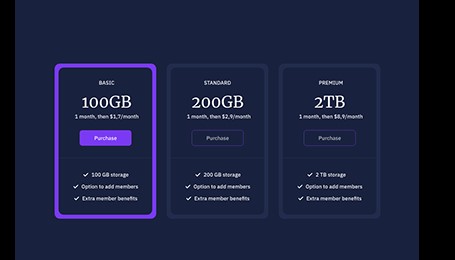 BASIC
100GB
1 month, then $1,7/month
Purchase
100 GB storage
Option to add members
Extra member benefits
STANDARD
200GB
1 month, then $2,9/month
Purchase
200 GB storage
Option to add members
Extra member benefits
PREMIUM
2TB
1 month, then $8,9/month
Purchase
2 TB storage
Option to add members
Extra member benefits